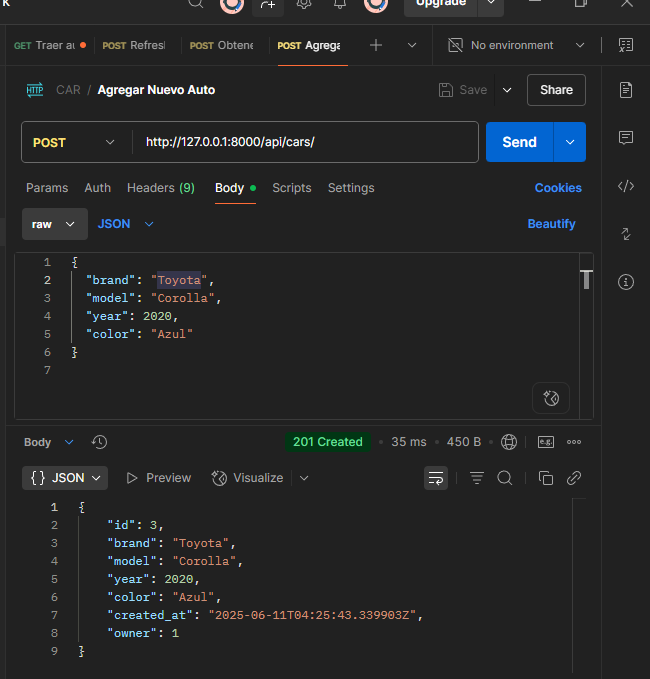 K
Upgrade
GET Traer au
POST Refresl
POST Obtene
POST Agrega
No environment
HTTP
CAR / Agregar Nuevo Auto
Save
Share
POST
http://127.0.0.1:8000/api/cars/
Send
Params Auth Headers (9) Body Scripts Settings
Cookies
raw JSON
Beautify
1 {
2 "brand": "Toyota",
3 "model": "Corolla",
4 "year": 2020,
5 "color": "Azul"
6 }
7
Body
201 Created • 35 ms • 450 B •
e.g.
{} JSON Preview Visualize
1 {
2 "id": 3,
3 "brand": "Toyota",
4 "model": "Corolla",
5 "year": 2020,
6 "color": "Azul",
7 "created_at": "2025-06-11T04:25:43.339903Z",
8 "owner": 1
9 }